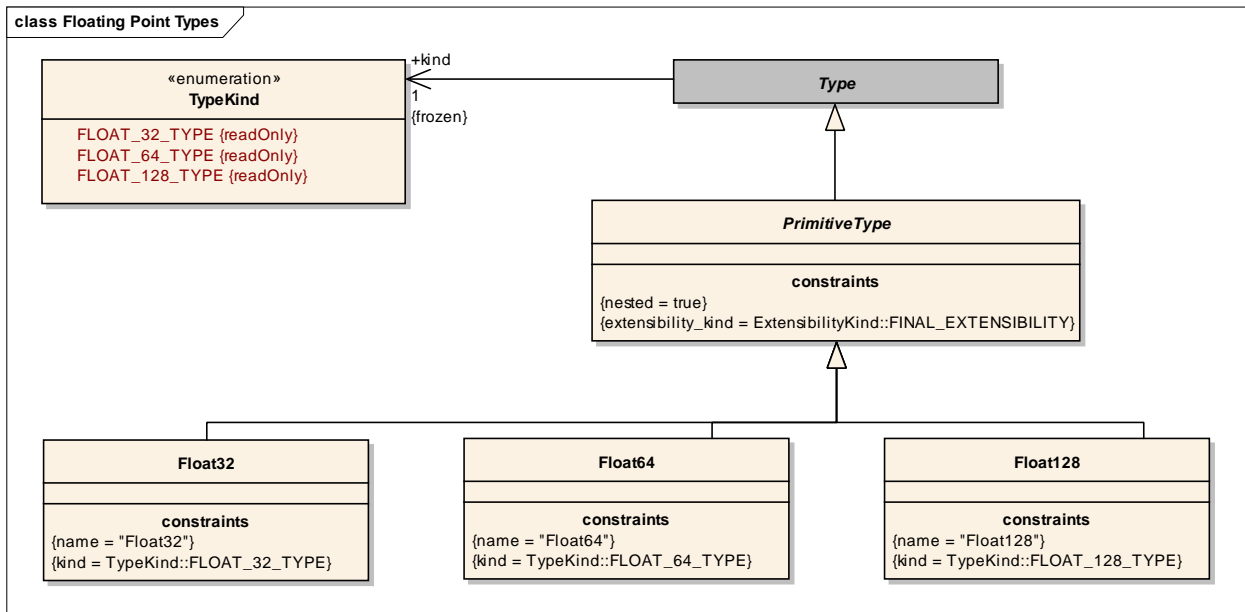 class Floating Point Types
«enumeration»
TypeKind
FLOAT_32_TYPE {readOnly}
FLOAT_64_TYPE {readOnly}
FLOAT_128_TYPE {readOnly}
+kind
1
{frozen}
Type
PrimitiveType
constraints
{nested = true}
{extensibility_kind = ExtensibilityKind::FINAL_EXTENSIBILITY}
Float32
constraints
{name = "Float32"}
{kind = TypeKind::FLOAT_32_TYPE}
Float64
constraints
{name = "Float64"}
{kind = TypeKind::FLOAT_64_TYPE}
Float128
constraints
{name = "Float128"}
{kind = TypeKind::FLOAT_128_TYPE}